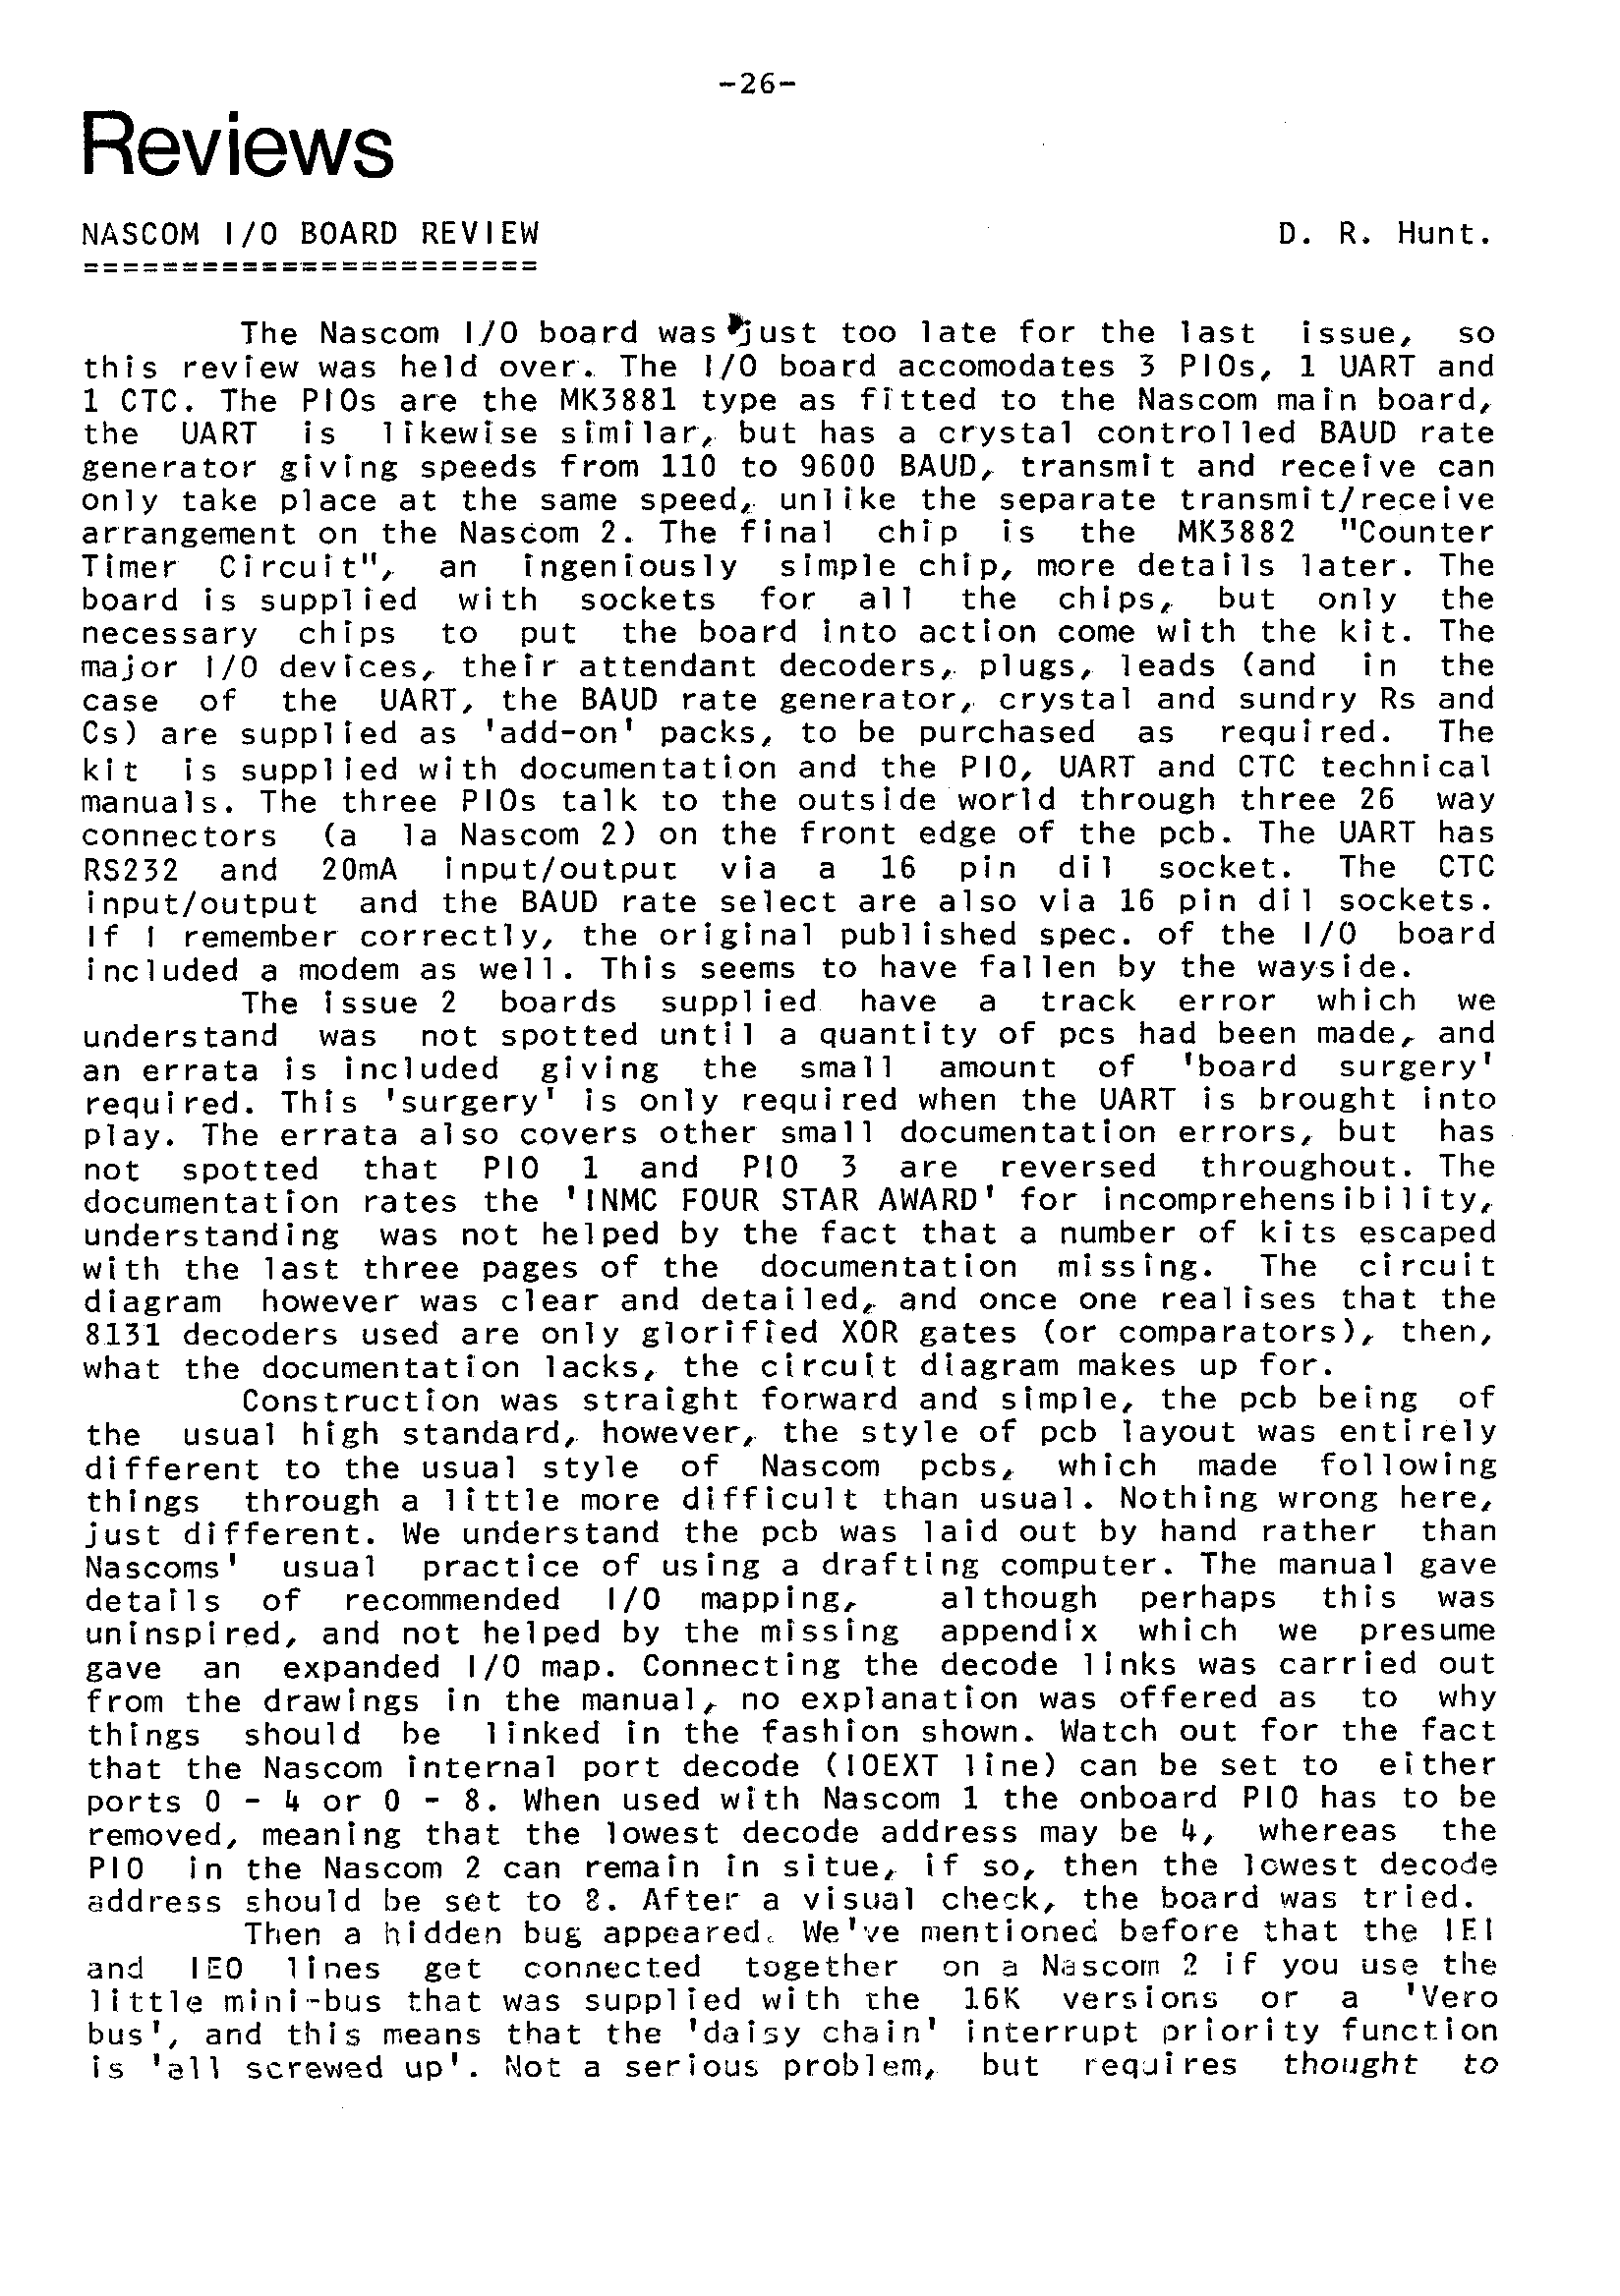 -26-
Reviews
NASCOM I/O BOARD REVIEW D. R. Hunt.
=======================
The Nascom I/O board was just too late for the last issue, so
this review was held over. The I/O board accomodates 3 PIOs, 1 UART and
1 CTC. The PIOs are the MK3881 type as fitted to the Nascom main board,
the UART is likewise similar, but has a crystal controlled BAUD rate
generator giving speeds from 110 to 9600 BAUD, transmit and receive can
only take place at the same speed, unlike the separate transmit/receive
arrangement on the Nascom 2. The final chip is the MK3882 "Counter
Timer Circuit", an ingeniously simple chip, more details later. The
board is supplied with sockets for all the chips, but only the
necessary chips to put the board into action come with the kit. The
major I/O devices, their attendant decoders, plugs, leads (and in the
case of the UART, the BAUD rate generator, crystal and sundry Rs and
Cs) are supplied as 'add-on' packs, to be purchased as required. The
kit is supplied with documentation and the PIO, UART and CTC technical
manuals. The three PIOs talk to the outside world through three 26 way
connectors (a la Nascom 2) on the front edge of the pcb. The UART has
RS232 and 20mA input/output via a 16 pin dil socket. The CTC
input/output and the BAUD rate select are also via 16 pin dil sockets.
If I remember correctly, the original published spec. of the I/O board
included a modem as well. This seems to have fallen by the wayside.
The issue 2 boards supplied have a track error which we
understand was not spotted until a quantity of pcs had been made, and
an errata is included giving the small amount of 'board surgery'
required. This 'surgery' is only required when the UART is brought into
play. The errata also covers other small documentation errors, but has
not spotted that PIO 1 and PIO 3 are reversed throughout. The
documentation rates the 'INMC FOUR STAR AWARD' for incomprehensibility,
understanding was not helped by the fact that a number of kits escaped
with the last three pages of the documentation missing. The circuit
diagram however was clear and detailed, and once one realises that the
8131 decoders used are only glorified XOR gates (or comparators), then,
what the documentation lacks, the circuit diagram makes up for.
Construction was straight forward and simple, the pcb being of
the usual high standard, however, the style of pcb layout was entirely
different to the usual style of Nascom pcbs, which made following
things through a little more difficult than usual. Nothing wrong here,
just different. We understand the pcb was laid out by hand rather than
Nascoms' usual practice of using a drafting computer. The manual gave
details of recommended I/O mapping, although perhaps this was
uninspired, and not helped by the missing appendix which we presume
gave an expanded I/O map. Connecting the decode links was carried out
from the drawings in the manual, no explanation was offered as to why
things should be linked in the fashion shown. Watch out for the fact
that the Nascom internal port decode (IOEXT line) can be set to either
ports 0 - 4 or 0 - 8. When used with Nascom 1 the onboard PIO has to be
removed, meaning that the lowest decode address may be 4, whereas the
PIO in the Nascom 2 can remain in situe, if so, then the lowest decode
address should be set to 8. After a visual check, the board was tried.
Then a hidden bug appeared. We've mentioned before that the IEI
and IEO lines get connected together on a Nascom 2 if you use the
little mini-bus that was supplied with the 16K versions or a 'Vero
bus', and this means that the 'daisy chain' interrupt priority function
is 'all screwed up'. Not a serious problem, but requires thought to